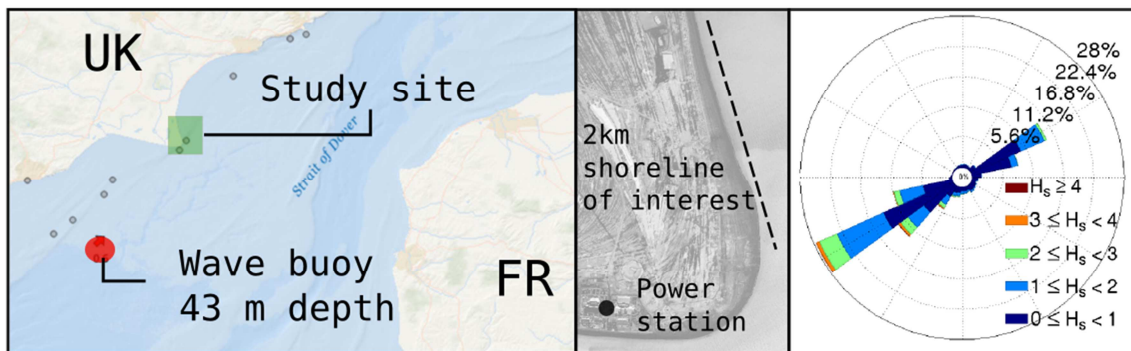 UK
Study site
Strait of Dover
Wave buoy
43 m depth
FR
2km
shoreline
of interest
Power
station
28%
22.4%
16.8%
11.2%
5.6%
0%
Hs ≥ 4
3 ≤ Hs < 4
2 ≤ Hs < 3
1 ≤ Hs < 2
0 ≤ Hs < 1